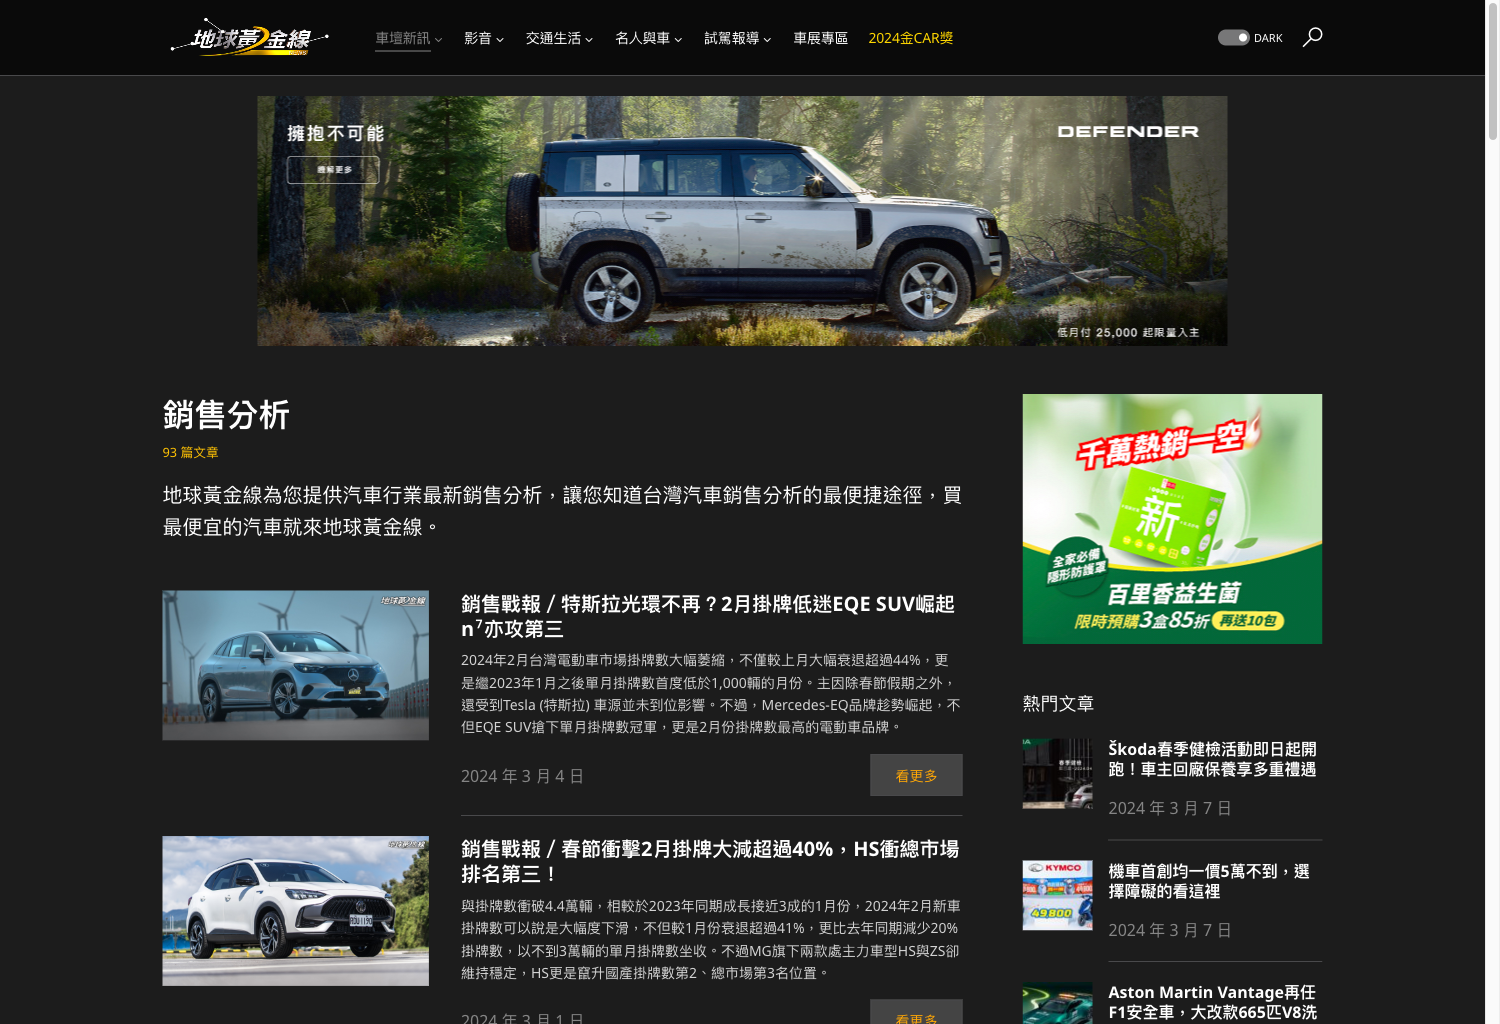 地球黃金線
車壇新訊
影音
交通生活
名人與車
試駕報導
車展專區
2024金CAR獎
DARK
擁抱不可能
瞭解更多
DEFENDER
低月付 25,000 起限量入主
銷售分析
93 篇文章
地球黃金線為您提供汽車行業最新銷售分析，讓您知道台灣汽車銷售分析的最便捷途徑，買
最便宜的汽車就來地球黃金線。
地球黃金線
銷售戰報 / 特斯拉光環不再？2月掛牌低迷EQE SUV崛起
n⁷亦攻第三
2024年2月台灣電動車市場掛牌數大幅萎縮，不僅較上月大幅衰退超過44%，更
是繼2023年1月之後單月掛牌數首度低於1,000輛的月份。主因除春節假期之外，
還受到Tesla (特斯拉) 車源並未到位影響。不過，Mercedes-EQ品牌趁勢崛起，不
但EQE SUV搶下單月掛牌數冠軍，更是2月份掛牌數最高的電動車品牌。
2024 年 3 月 4 日
看更多
地球黃金線
銷售戰報 / 春節衝擊2月掛牌大減超過40%，HS衝總市場
排名第三！
與掛牌數衝破4.4萬輛，相較於2023年同期成長接近3成的1月份，2024年2月新車
掛牌數可以說是大幅度下滑，不但較1月份衰退超過41%，更比去年同期減少20%
掛牌數，以不到3萬輛的單月掛牌數坐收。不過MG旗下兩款處主力車型HS與ZS卻
維持穩定，HS更是竄升國產掛牌數第2、總市場第3名位置。
2024 年 3 月 1 日
看更多
千萬熱銷一空
新
全家必備
隱形防護罩
百里香益生菌
限時預購3盒85折 再送10包
熱門文章
春季健檢
Škoda春季健檢活動即日起開
跑！車主回廠保養享多重禮遇
2024 年 3 月 7 日
KYMCO
49,800
機車首創均一價5萬不到，選
擇障礙的看這裡
2024 年 3 月 7 日
Aston Martin Vantage再任
F1安全車，大改款665匹V8洗